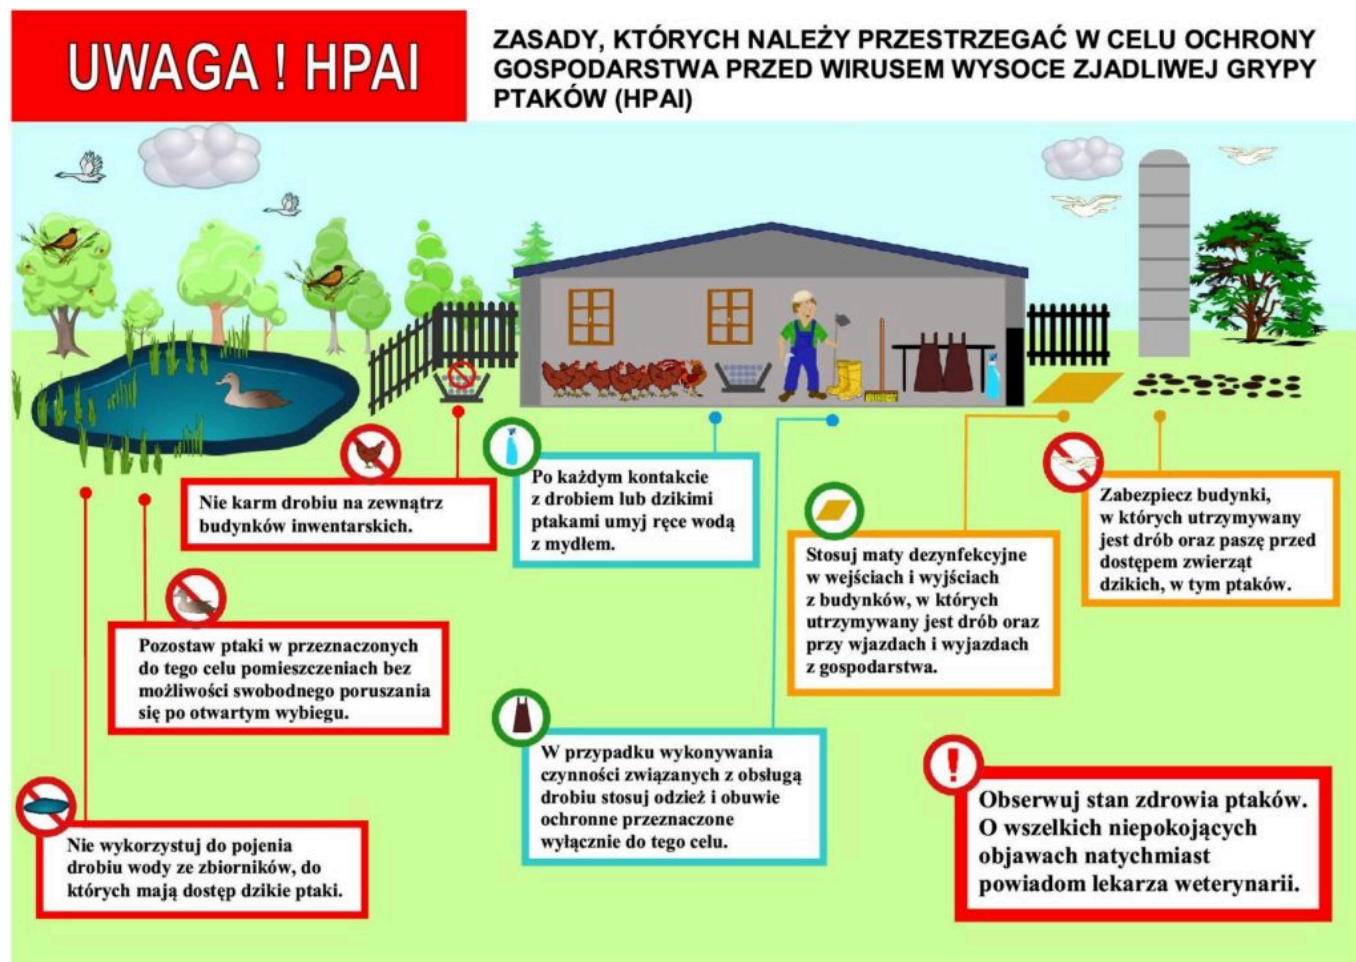 UWAGA ! HPAI
ZASADY, KTÓRYCH NALEŻY PRZESTRZEGAĆ W CELU OCHRONY
GOSPODARSTWA PRZED WIRUSEM WYSOCE ZJADLIWEJ GRYPY
PTAKÓW (HPAI)
Nie karm drobiu na zewnątrz
budynków inwentarskich.
Po każdym kontakcie
z drobiem lub dzikimi
ptakami umyj ręce wodą
z mydłem.
Stosuj maty dezynfekcyjne
w wejściach i wyjściach
z budynków, w których
utrzymywany jest drób oraz
przy wjazdach i wyjazdach
z gospodarstwa.
Zabezpiecz budynki,
w których utrzymywany
jest drób oraz paszę przed
dostępem zwierząt
dzikich, w tym ptaków.
Pozostaw ptaki w przeznaczonych
do tego celu pomieszczeniach bez
możliwości swobodnego poruszania
się po otwartym wybiegu.
W przypadku wykonywania
czynności związanych z obsługą
drobiu stosuj odzież i obuwie
ochronne przeznaczone
wyłącznie do tego celu.
Nie wykorzystuj do pojenia
drobiu wody ze zbiorników, do
których mają dostęp dzikie ptaki.
Obserwuj stan zdrowia ptaków.
O wszelkich niepokojących
objawach natychmiast
powiadom lekarza weterynarii.